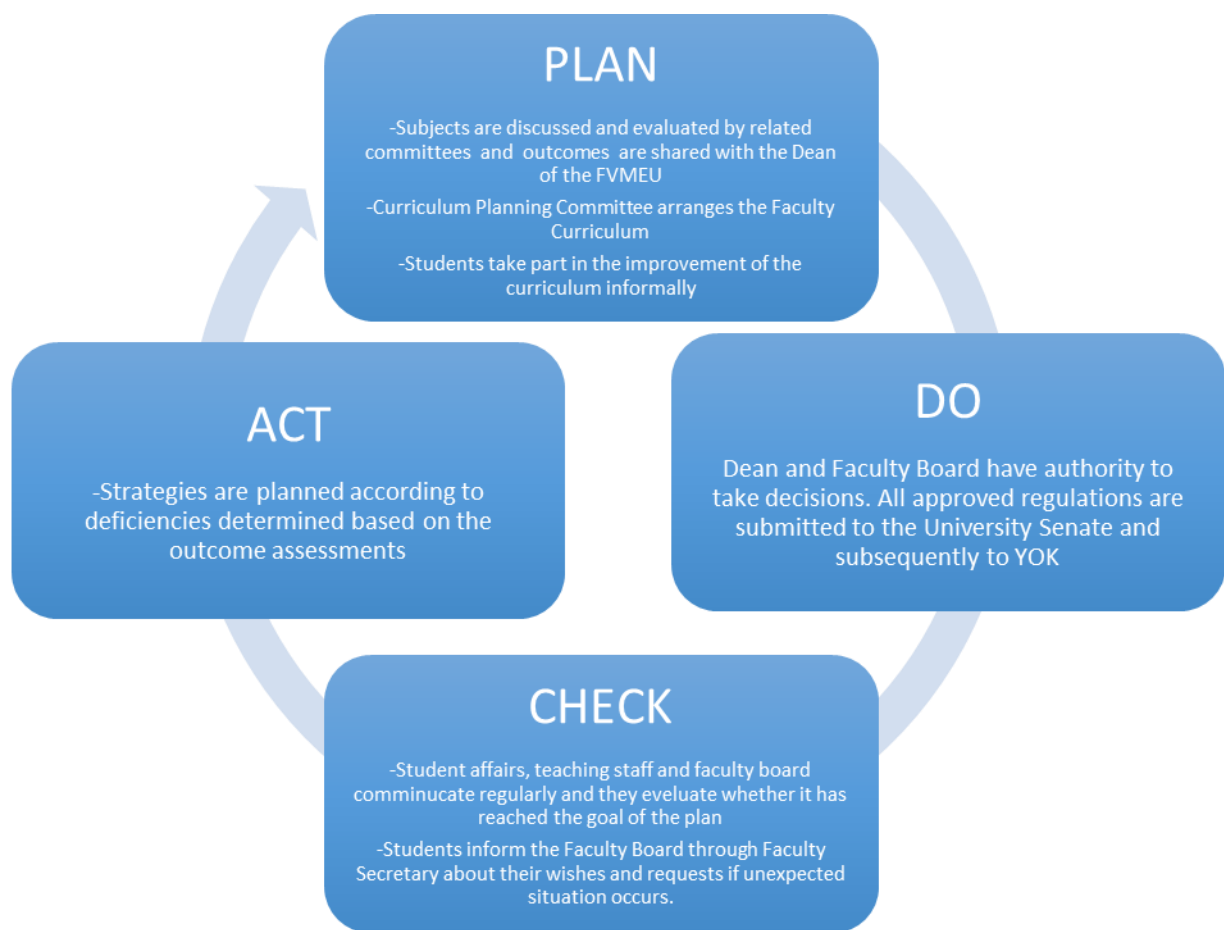 PLAN
-Subjects are discussed and evaluated by related
committees and outcomes are shared with the Dean
of the FVMEU
-Curriculum Planning Committee arranges the Faculty
Curriculum
-Students take part in the improvement of the
curriculum informally
DO
Dean and Faculty Board have authority to
take decisions. All approved regulations are
submitted to the University Senate and
subsequently to YOK
CHECK
-Student affairs, teaching staff and faculty board
comminucate regularly and they eveluate whether it has
reached the goal of the plan
-Students inform the Faculty Board through Faculty
Secretary about their wishes and requests if unexpected
situation occurs.
ACT
-Strategies are planned according to
deficiencies determined based on the
outcome assessments